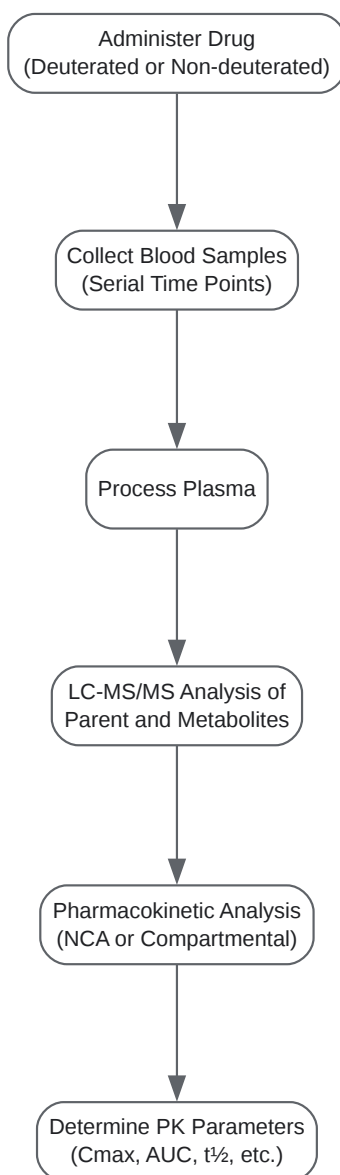 Administer Drug
(Deuterated or Non-deuterated)
Collect Blood Samples
(Serial Time Points)
Process Plasma
LC-MS/MS Analysis of
Parent and Metabolites
Pharmacokinetic Analysis
(NCA or Compartmental)
Determine PK Parameters
(Cmax, AUC, t½, etc.)